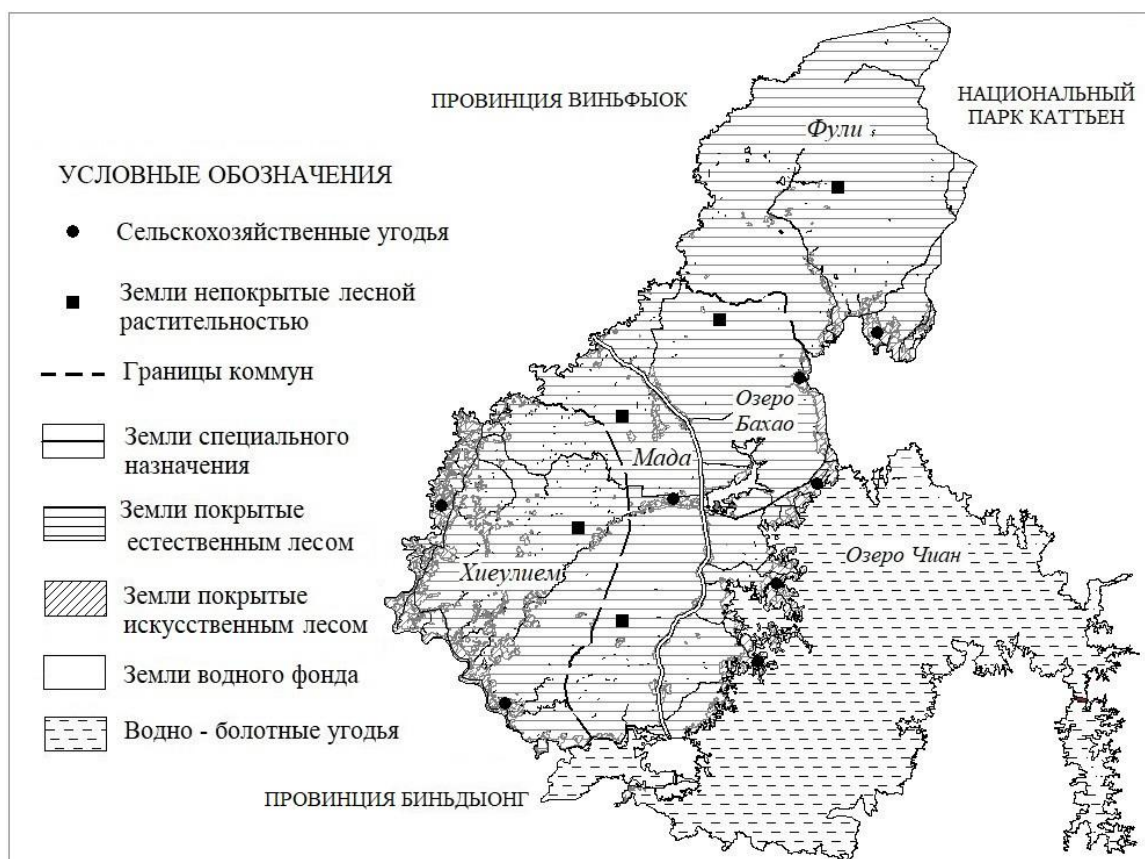 ПРОВИНЦИЯ ВИНЬФЫОК
НАЦИОНАЛЬНЫЙ
ПАРК КАТТЬЕН
Фули
УСЛОВНЫЕ ОБОЗНАЧЕНИЯ
Сельскохозяйственные угодья
Земли непокрытые лесной
растительностью
Границы коммун
Земли специального
назначения
Земли покрытые
естественным лесом
Земли покрытые
искусственным лесом
Земли водного фонда
Водно - болотные угодья
Озеро
Бахао
Мада
Хиеулием
Озеро Чиан
ПРОВИНЦИЯ БИНЬДЫОНГ